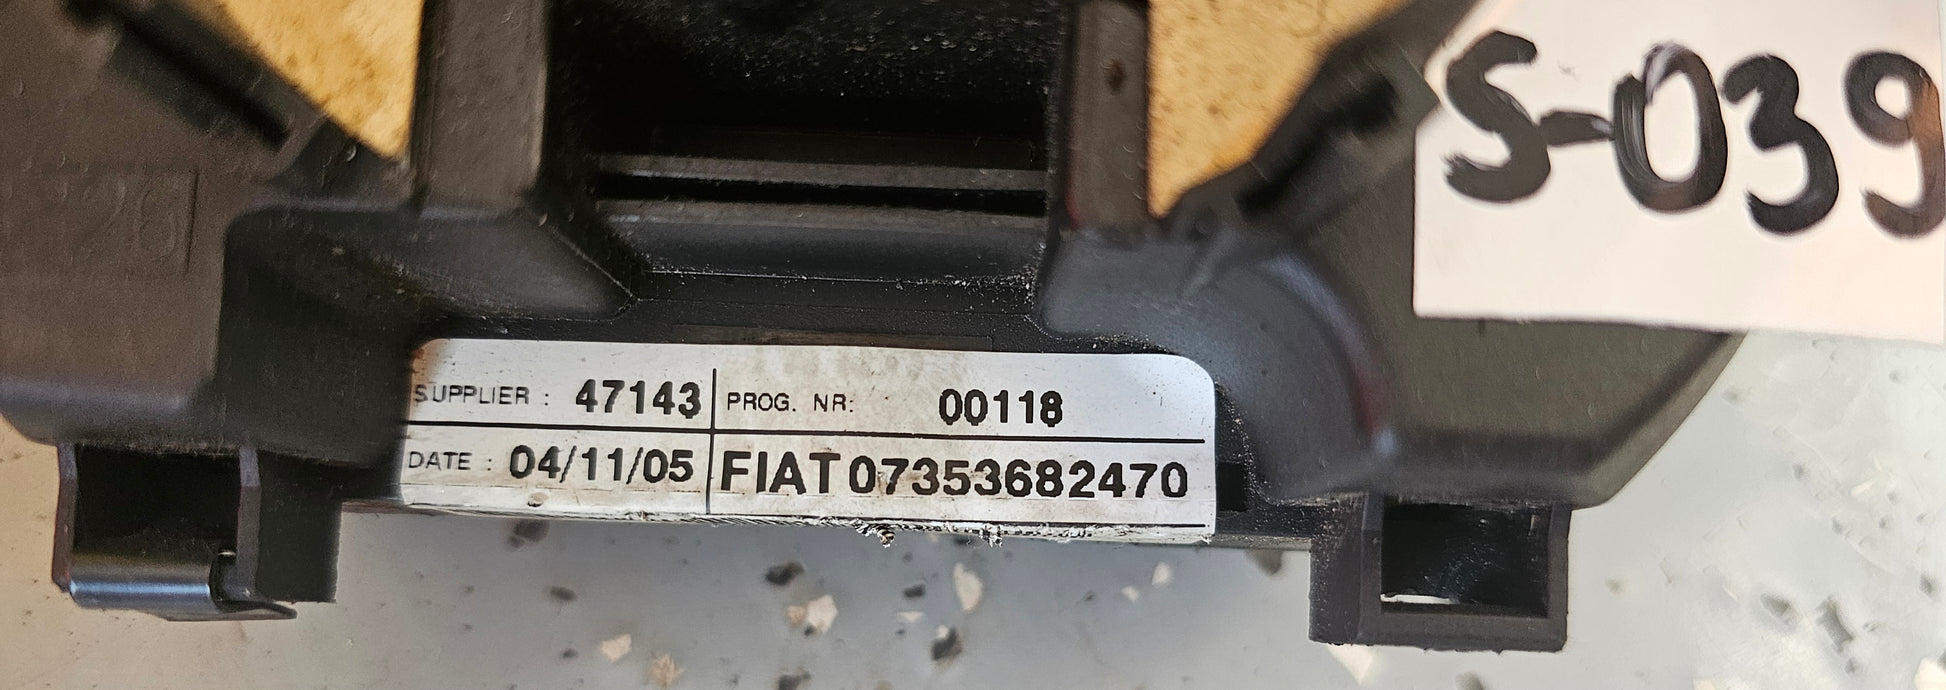 S-039
SUPPLIER : 47143 PROG. NR: 00118
DATE : 04/11/05 FIAT 07353682470